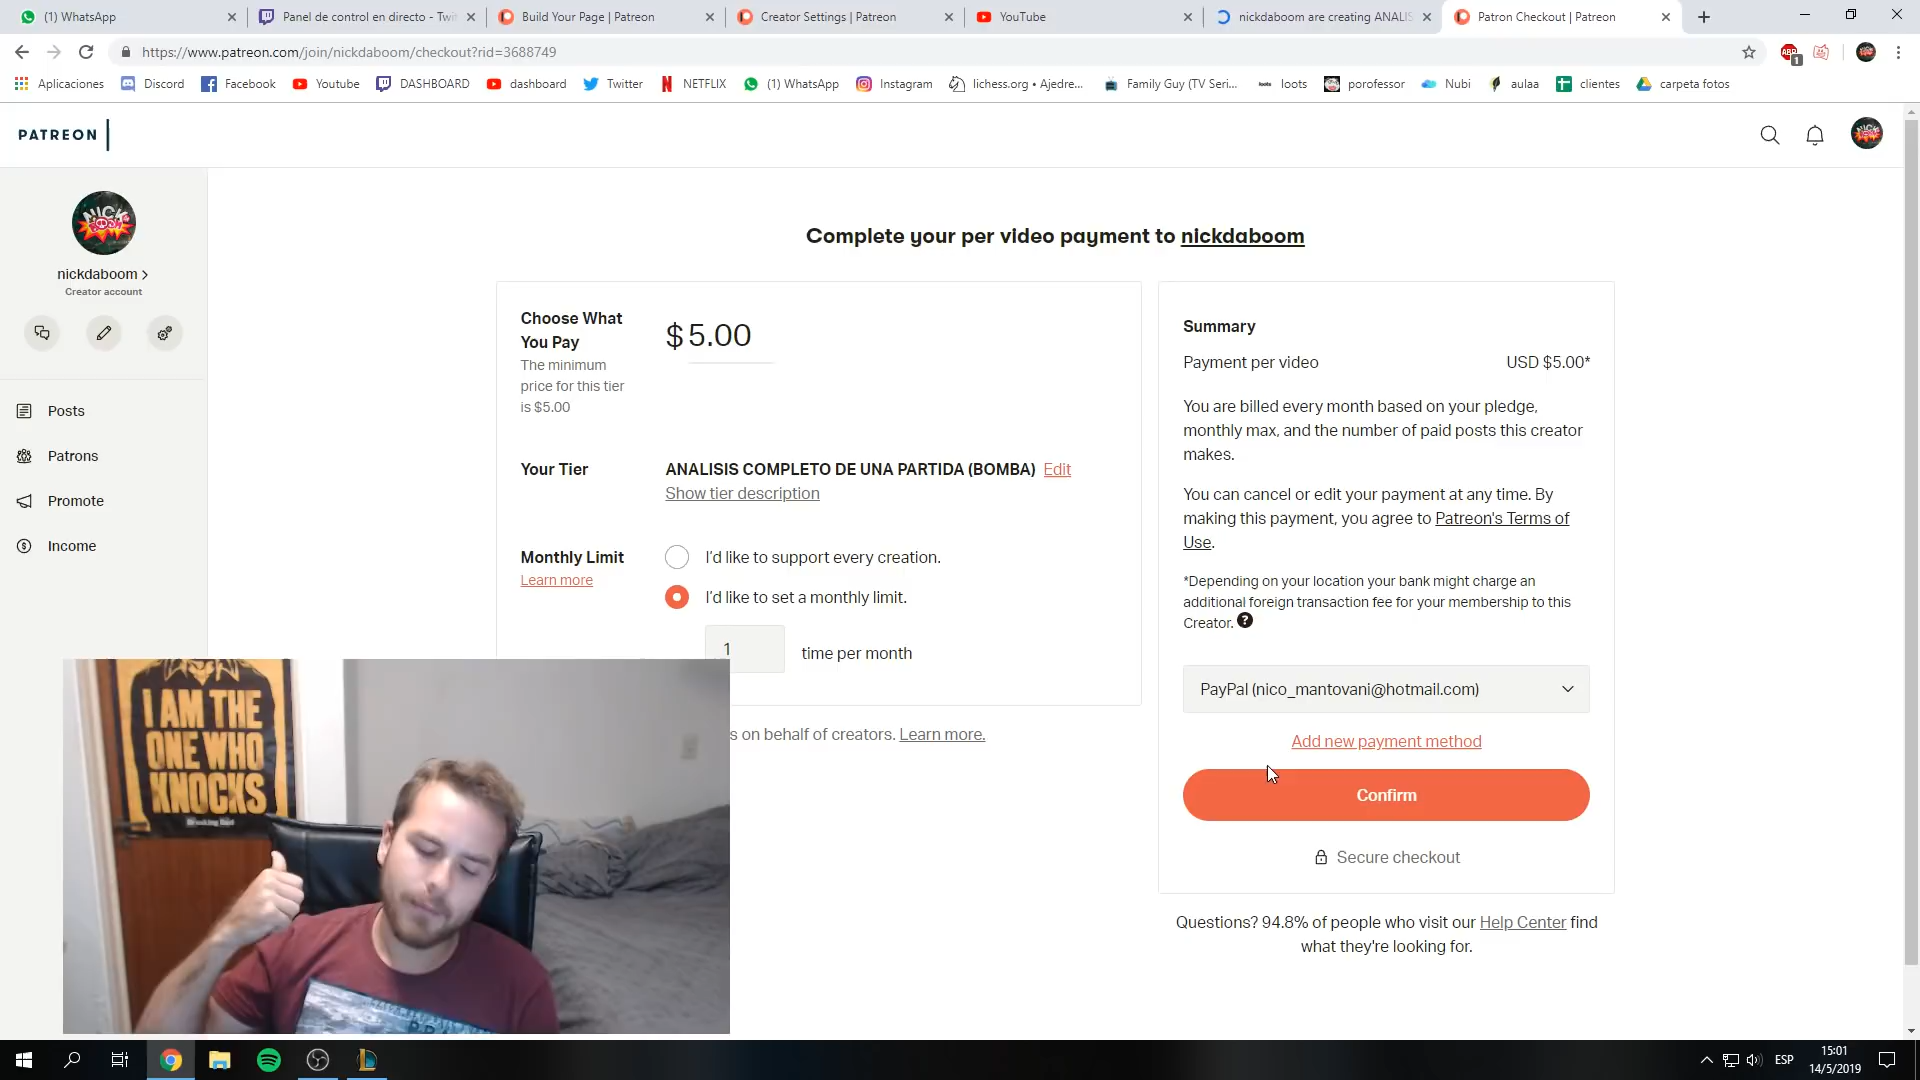 (1) WhatsApp
Panel de control en directo - Twi
Build Your Page | Patreon
Creator Settings | Patreon
YouTube
nickdaboom are creating ANALIS
Patron Checkout | Patreon
https://www.patreon.com/join/nickdaboom/checkout?rid=3688749
ABP
1
Aplicaciones
Discord
Facebook
Youtube
DASHBOARD
dashboard
Twitter
NETFLIX
(1) WhatsApp
Instagram
lichess.org • Ajedre...
Family Guy (TV Seri...
loots
porofessor
Nubi
aulaa
clientes
carpeta fotos
PATREON
nickdaboom
Creator account
Posts
Patrons
Promote
Income
Complete your per video payment to nickdaboom
Choose What
You Pay
The minimum
price for this tier
is $5.00
$ 5.00
Your Tier
ANALISIS COMPLETO DE UNA PARTIDA (BOMBA) Edit
Show tier description
Monthly Limit
Learn more
I'd like to support every creation.
I'd like to set a monthly limit.
1 time per month
s on behalf of creators. Learn more.
Summary
Payment per video USD $5.00*
You are billed every month based on your pledge,
monthly max, and the number of paid posts this creator
makes.
You can cancel or edit your payment at any time. By
making this payment, you agree to Patreon's Terms of
Use.
*Depending on your location your bank might charge an
additional foreign transaction fee for your membership to this
Creator. ?
PayPal (nico_mantovani@hotmail.com)
Add new payment method
Confirm
Secure checkout
Questions? 94.8% of people who visit our Help Center find
what they're looking for.
I AM THE
ONE WHO
KNOCKS
Breaking Bad
ESP
15:01
14/5/2019